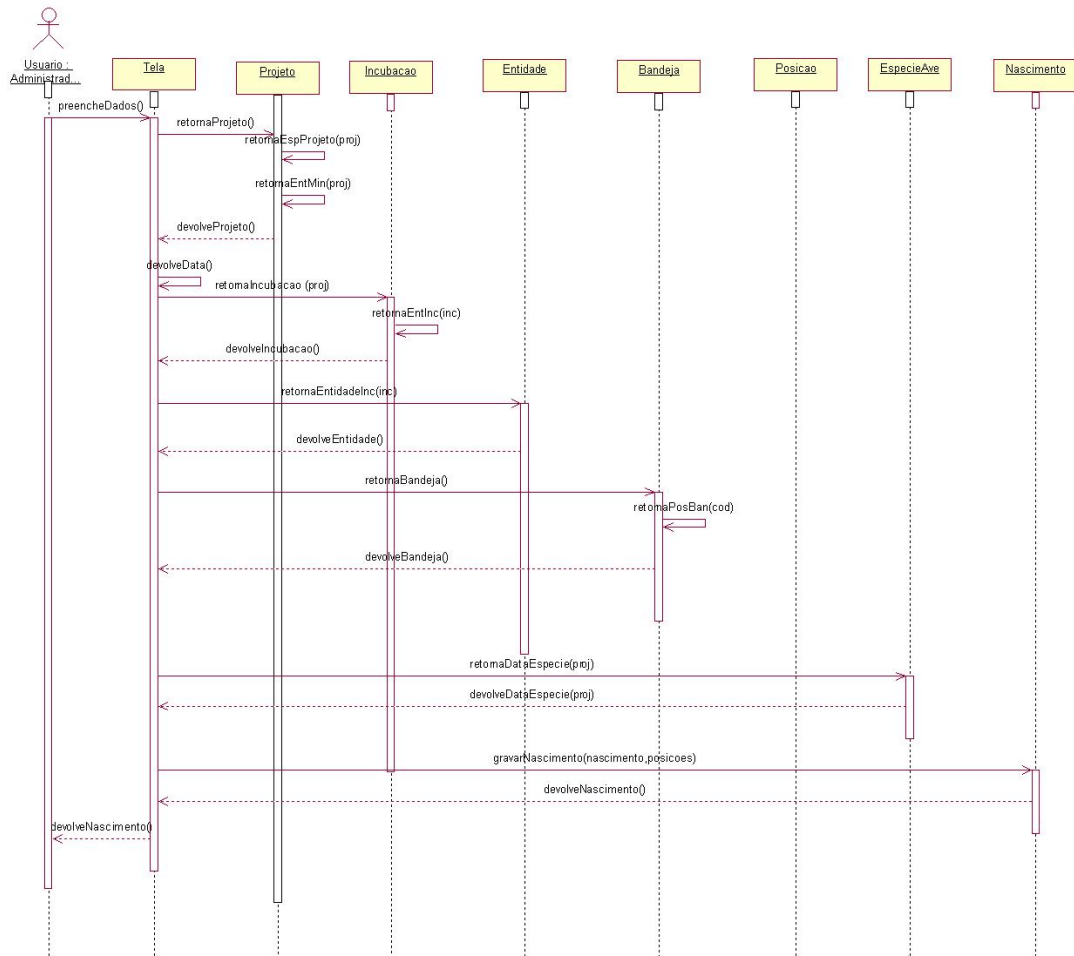 Usuario :
Administrad...
Tela
Projeto
Incubacao
Entidade
Bandeja
Posicao
EspecieAve
Nascimento
preencheDados()
retornaProjeto()
retornaEspProjeto(proj)
retornaEntMin(proj)
devolveProjeto()
devolveData()
retornaIncubacao (proj)
retornaEntInc(inc)
devolveIncubacao()
retornaEntidadeInc(inc)
devolveEntidade()
retornaBandeja()
retornaPosBan(cod)
devolveBandeja()
retornaDataEspecie(proj)
devolveDataEspecie(proj)
gravarNascimento(nascimento,posicoes)
devolveNascimento()
devolveNascimento()